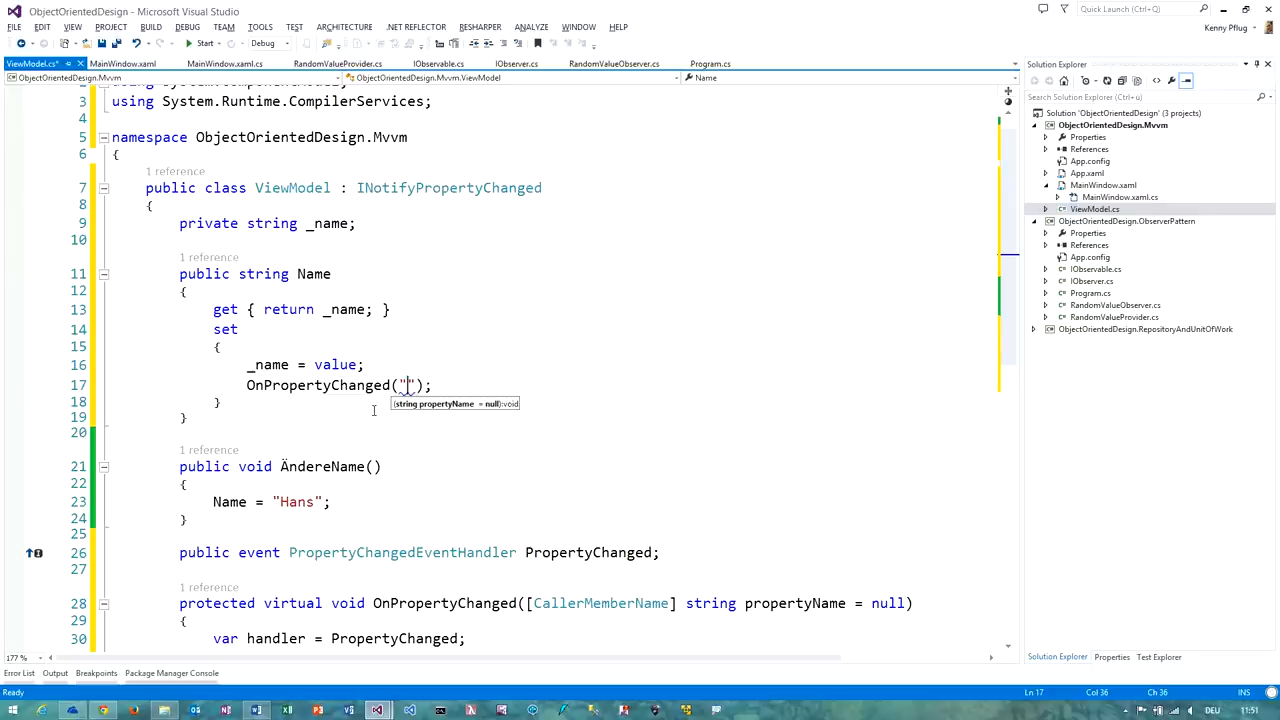 ObjectOrientedDesign - Microsoft Visual Studio
Quick Launch (Ctrl+Q)
FILE EDIT VIEW PROJECT BUILD DEBUG TEAM TOOLS TEST ARCHITECTURE .NET REFLECTOR RESHARPER ANALYZE WINDOW HELP
Kenny Pflug
Start Debug
ViewModel.cs* MainWindow.xaml MainWindow.xaml.cs RandomValueProvider.cs IObservable.cs IObserver.cs RandomValueObserver.cs Program.cs
ObjectOrientedDesign.Mvvm ObjectOrientedDesign.Mvvm.ViewModel Name
3 using System.Runtime.CompilerServices;
4
5 namespace ObjectOrientedDesign.Mvvm
6 {
1 reference
7 public class ViewModel : INotifyPropertyChanged
8 {
9 private string _name;
10
1 reference
11 public string Name
12 {
13 get { return _name; }
14 set
15 {
16 _name = value;
17 OnPropertyChanged("");
(string propertyName = null):void
18 }
19 }
20
1 reference
21 public void ÄndereName()
22 {
23 Name = "Hans";
24 }
25
26 public event PropertyChangedEventHandler PropertyChanged;
27
1 reference
28 protected virtual void OnPropertyChanged([CallerMemberName] string propertyName = null)
29 {
30 var handler = PropertyChanged;
177 %
Solution Explorer
Search Solution Explorer (Ctrl+ü)
Solution 'ObjectOrientedDesign' (3 projects)
ObjectOrientedDesign.Mvvm
Properties
References
App.config
App.xaml
MainWindow.xaml
MainWindow.xaml.cs
ViewModel.cs
ObjectOrientedDesign.ObserverPattern
Properties
References
App.config
IObservable.cs
IObserver.cs
Program.cs
RandomValueObserver.cs
RandomValueProvider.cs
ObjectOrientedDesign.RepositoryAndUnitOfWork
Solution Explorer Properties Test Explorer
Error List Output Breakpoints Package Manager Console
Ready Ln 17 Col 36 Ch 36 INS
DEU 11:51